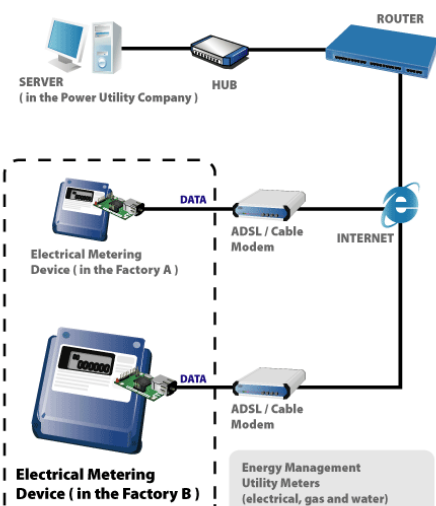 ROUTER
SERVER
( in the Power Utility Company )
HUB
DATA
Electrical Metering
Device ( in the Factory A )
ADSL / Cable
Modem
INTERNET
000000
DATA
ADSL / Cable
Modem
Electrical Metering
Device ( in the Factory B )
Energy Management
Utility Meters
(electrical, gas and water)